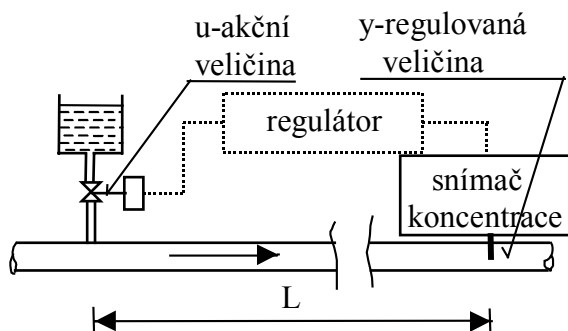 u-akční
veličina
y-regulovaná
veličina
regulátor
snímač
koncentrace
L